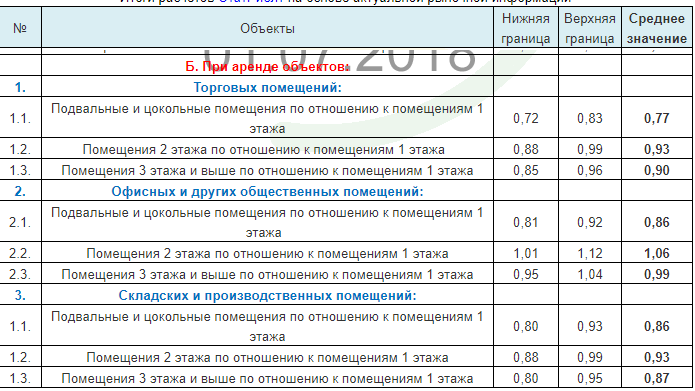 Итоги расчетов СтатРиелт на основе актуальной рыночной информации
№ Объекты Нижняя граница Верхняя граница Среднее значение
01.07.2018
Б. При аренде объектов:
1. Торговых помещений:
1.1. Подвальные и цокольные помещения по отношению к помещениям 1 этажа 0,72 0,83 0,77
1.2. Помещения 2 этажа по отношению к помещениям 1 этажа 0,88 0,99 0,93
1.3. Помещения 3 этажа и выше по отношению к помещениям 1 этажа 0,85 0,96 0,90
2. Офисных и других общественных помещений:
2.1. Подвальные и цокольные помещения по отношению к помещениям 1 этажа 0,81 0,92 0,86
2.2. Помещения 2 этажа по отношению к помещениям 1 этажа 1,01 1,12 1,06
2.3. Помещения 3 этажа и выше по отношению к помещениям 1 этажа 0,95 1,04 0,99
3. Складских и производственных помещений:
1.1. Подвальные и цокольные помещения по отношению к помещениям 1 этажа 0,80 0,93 0,86
1.2. Помещения 2 этажа по отношению к помещениям 1 этажа 0,88 0,99 0,93
1.3. Помещения 3 этажа и выше по отношению к помещениям 1 этажа 0,80 0,95 0,87